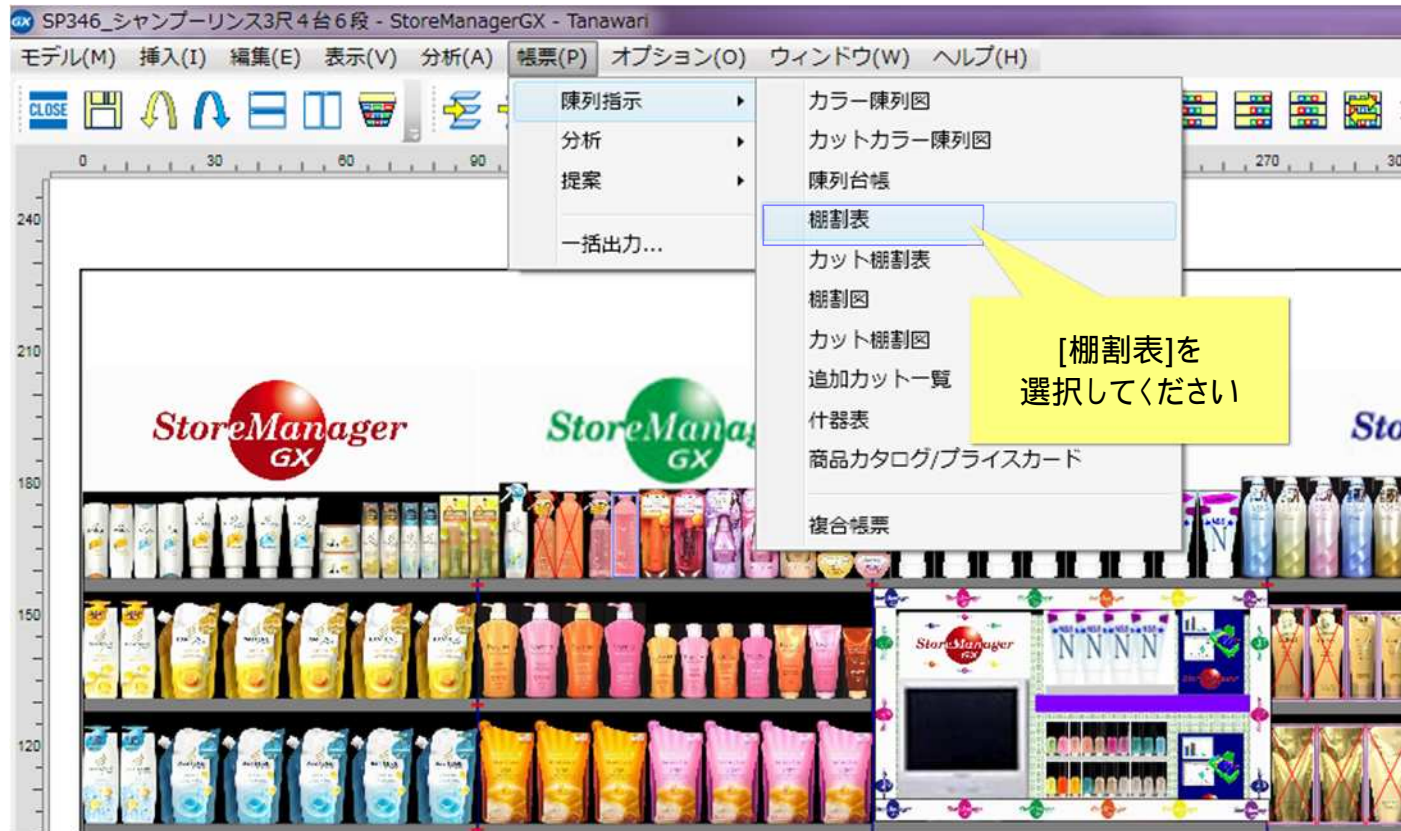 SP346_シャンプーリンス3尺4台6段 - StoreManagerGX - Tanawari
モデル(M) 挿入(I) 編集(E) 表示(V) 分析(A) 帳票(P) オプション(O) ウィンドウ(W) ヘルプ(H)
CLOSE
陳列指示
分析
提案
一括出力...
カラー陳列図
カットカラー陳列図
陳列台帳
棚割表
カット棚割表
棚割図
カット棚割図
追加カット一覧
什器表
商品カタログ/プライスカード
複合帳票
[棚割表]を
選択してください
0 30 60 90 270 30
240
210
180
150
120
StoreManager
GX
StoreManag
GX
Sto
StoreManager
GX
N N N N
N